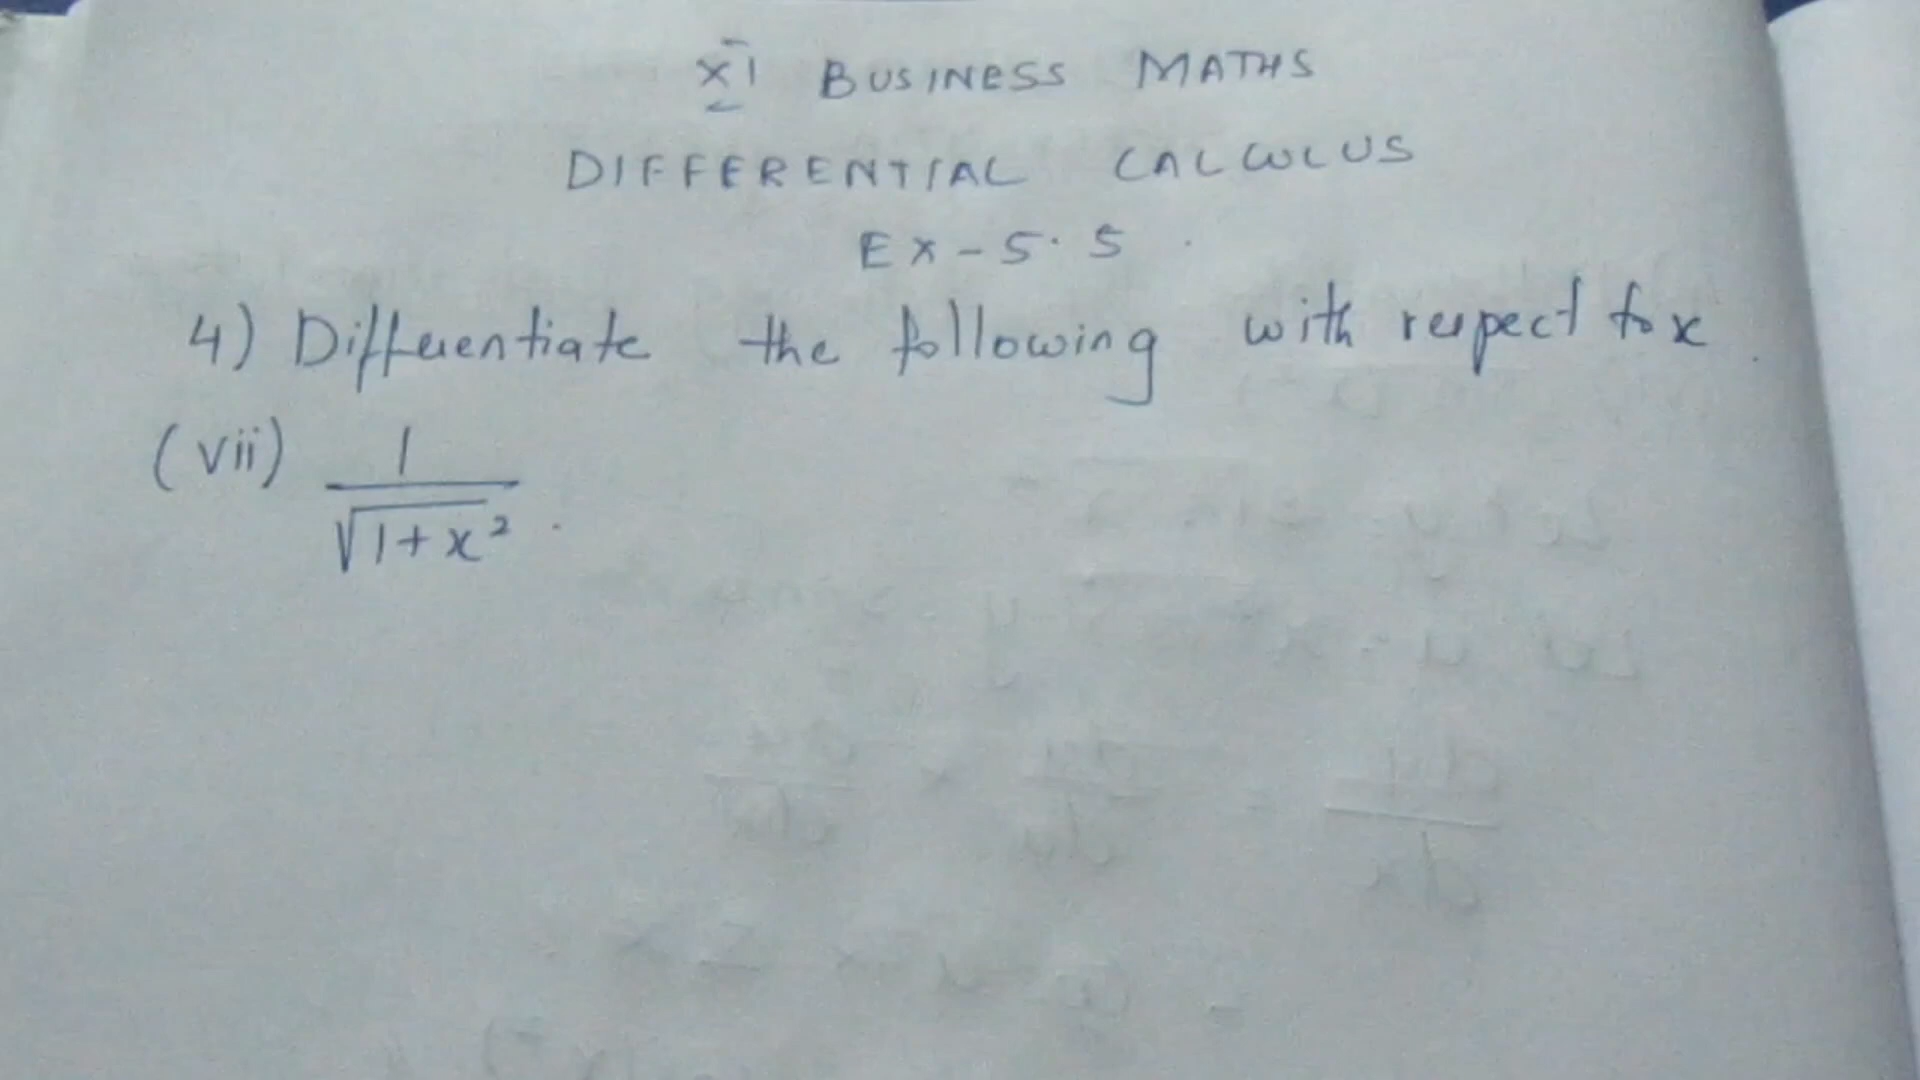 XI BUSINESS MATHS
DIFFERENTIAL CALCULUS
EX-5.5
4) Differentiate the following with respect to x.
(vii) 1/√1+x²